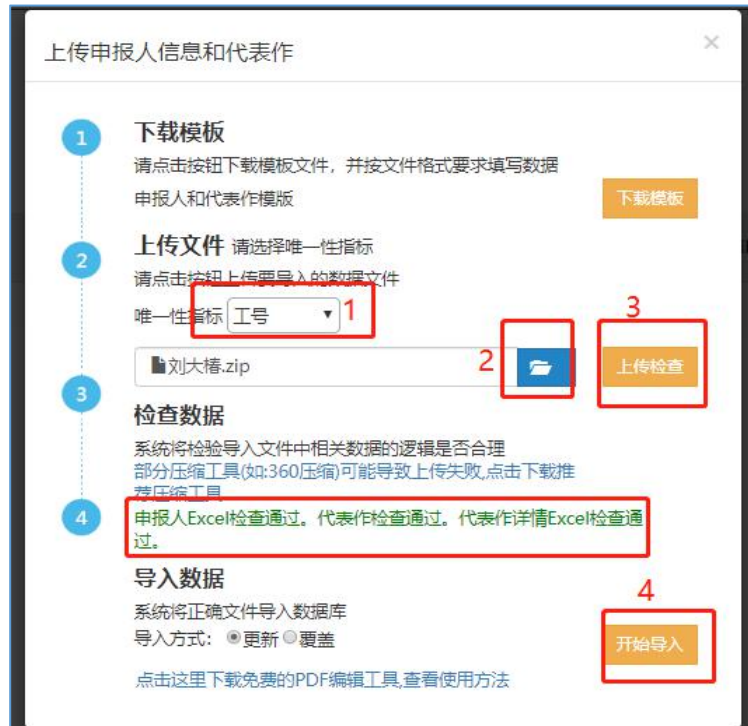 上传申报人信息和代表作 ×
1 下载模板
请点击按钮下载模板文件，并按文件格式要求填写数据
申报人和代表作模版 下载模板
2 上传文件 请选择唯一性指标
请点击按钮上传要导入的数据文件
唯一性指标 工号 1 3
刘大椿.zip 2 上传检查
3
检查数据
系统将检验导入文件中相关数据的逻辑是否合理
部分压缩工具(如:360压缩)可能导致上传失败,点击下载推
荐压缩工具
4 申报人Excel检查通过。代表作检查通过。代表作详情Excel检查通
过。
导入数据
系统将正确文件导入数据库 4
导入方式: 更新 覆盖 开始导入
点击这里下载免费的PDF编辑工具,查看使用方法